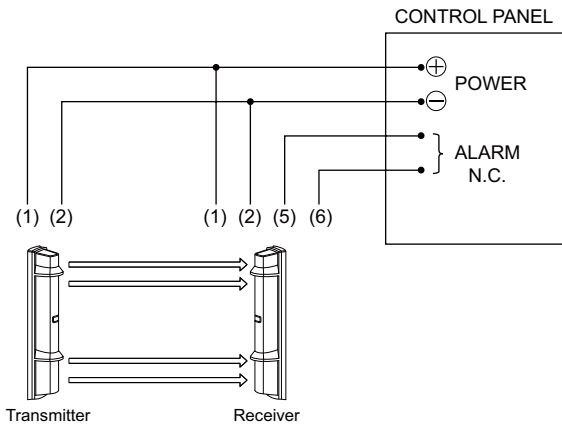 CONTROL PANEL
+
POWER
−
ALARM
N.C.
(1) (2) (1) (2) (5) (6)
Transmitter Receiver